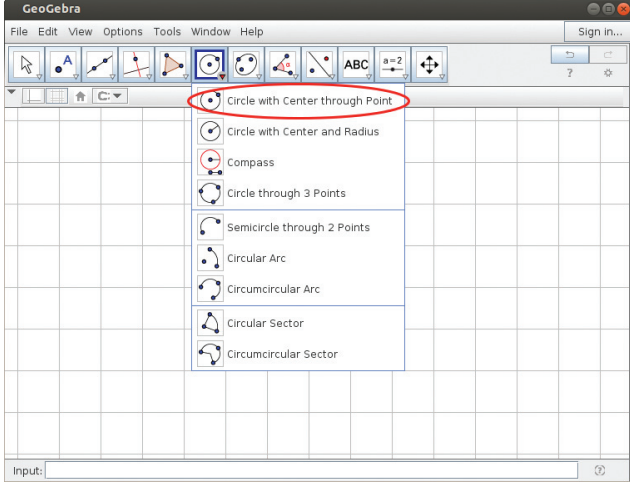 GeoGebra
File Edit View Options Tools Window Help
Sign in...
A
α
ABC
a=2
?
C:
Circle with Center through Point
Circle with Center and Radius
Compass
Circle through 3 Points
Semicircle through 2 Points
Circular Arc
Circumcircular Arc
Circular Sector
Circumcircular Sector
Input:
?